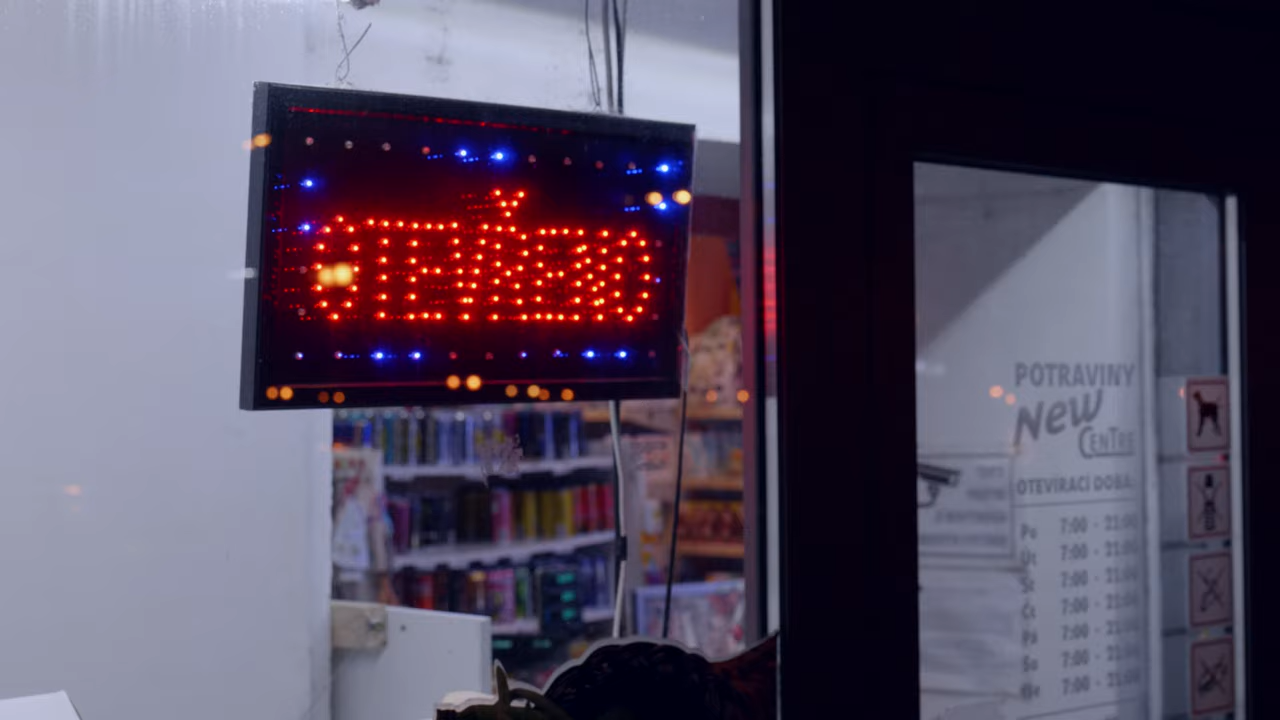 OTEVŘENO
POTRAVINY
New
CENTRE
OTEVÍRACÍ DOBA:
Po 7:00 - 21:00
Út 7:00 - 21:00
St 7:00 - 21:00
Čt 7:00 - 21:00
Pá 7:00 - 21:00
So 7:00 - 21:00
Ne 7:00 - 21:00